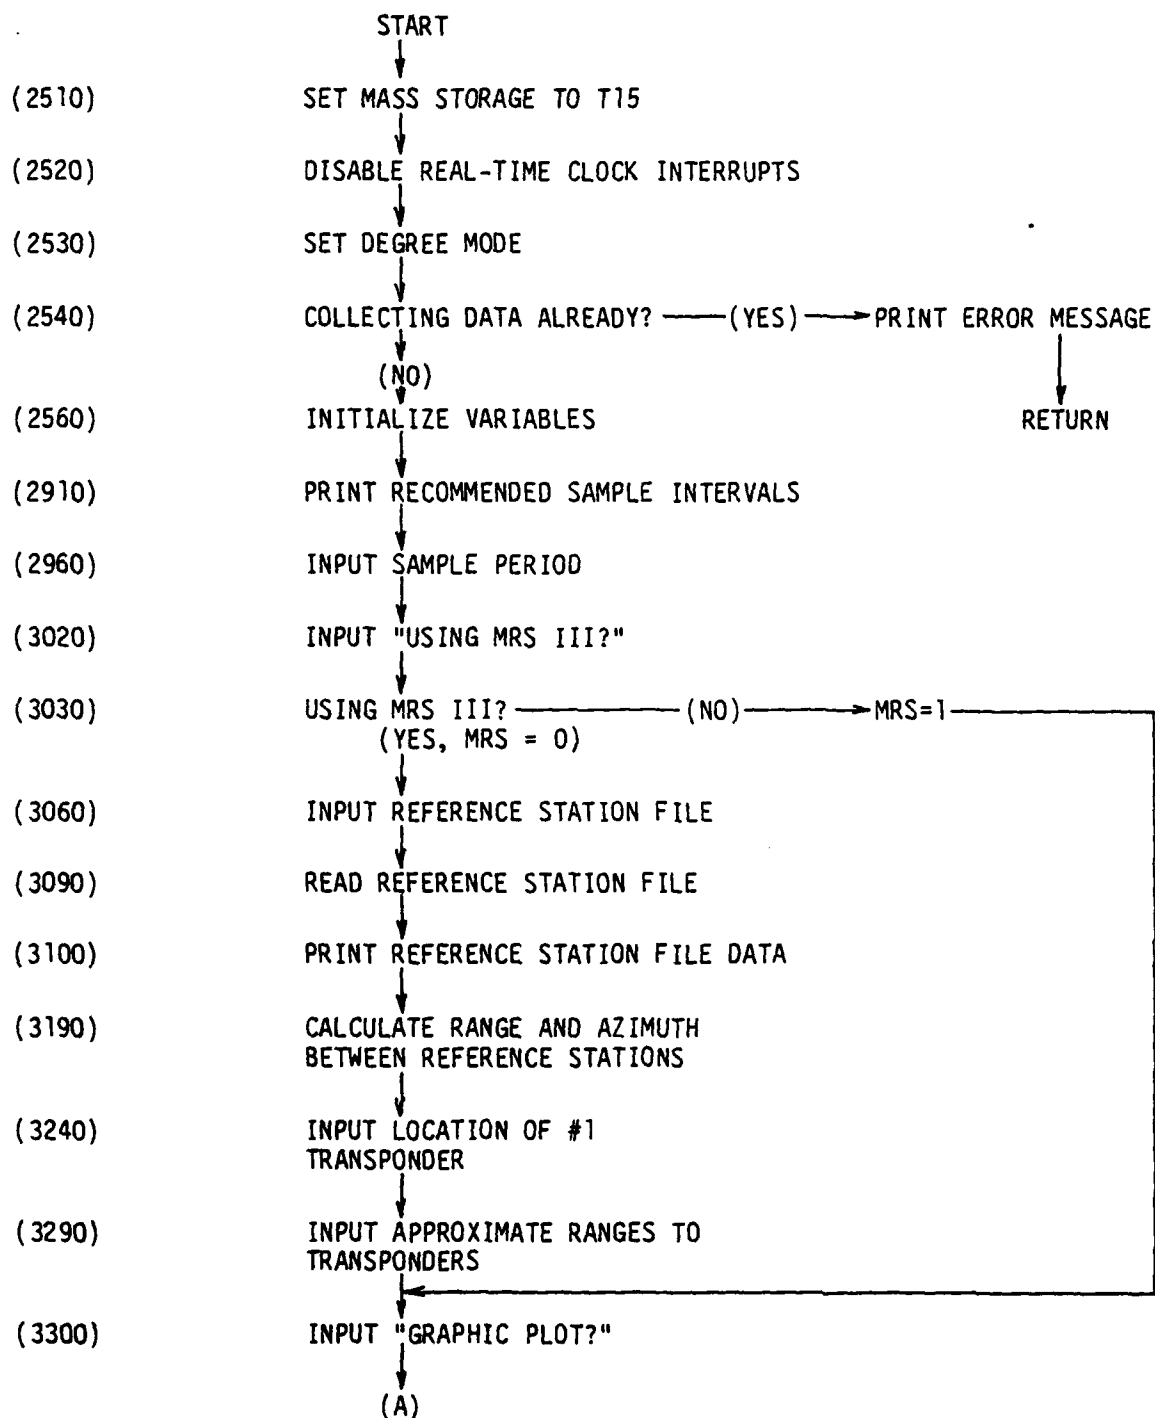 START
(2510) SET MASS STORAGE TO T15
(2520) DISABLE REAL-TIME CLOCK INTERRUPTS
(2530) SET DEGREE MODE
(2540) COLLECTING DATA ALREADY? (YES) PRINT ERROR MESSAGE
(NO)
(2560) INITIALIZE VARIABLES RETURN
(2910) PRINT RECOMMENDED SAMPLE INTERVALS
(2960) INPUT SAMPLE PERIOD
(3020) INPUT "USING MRS III?"
(3030) USING MRS III? (NO) MRS=1
(YES, MRS = 0)
(3060) INPUT REFERENCE STATION FILE
(3090) READ REFERENCE STATION FILE
(3100) PRINT REFERENCE STATION FILE DATA
(3190) CALCULATE RANGE AND AZIMUTH
BETWEEN REFERENCE STATIONS
(3240) INPUT LOCATION OF #1
TRANSPONDER
(3290) INPUT APPROXIMATE RANGES TO
TRANSPONDERS
(3300) INPUT "GRAPHIC PLOT?"
(A)